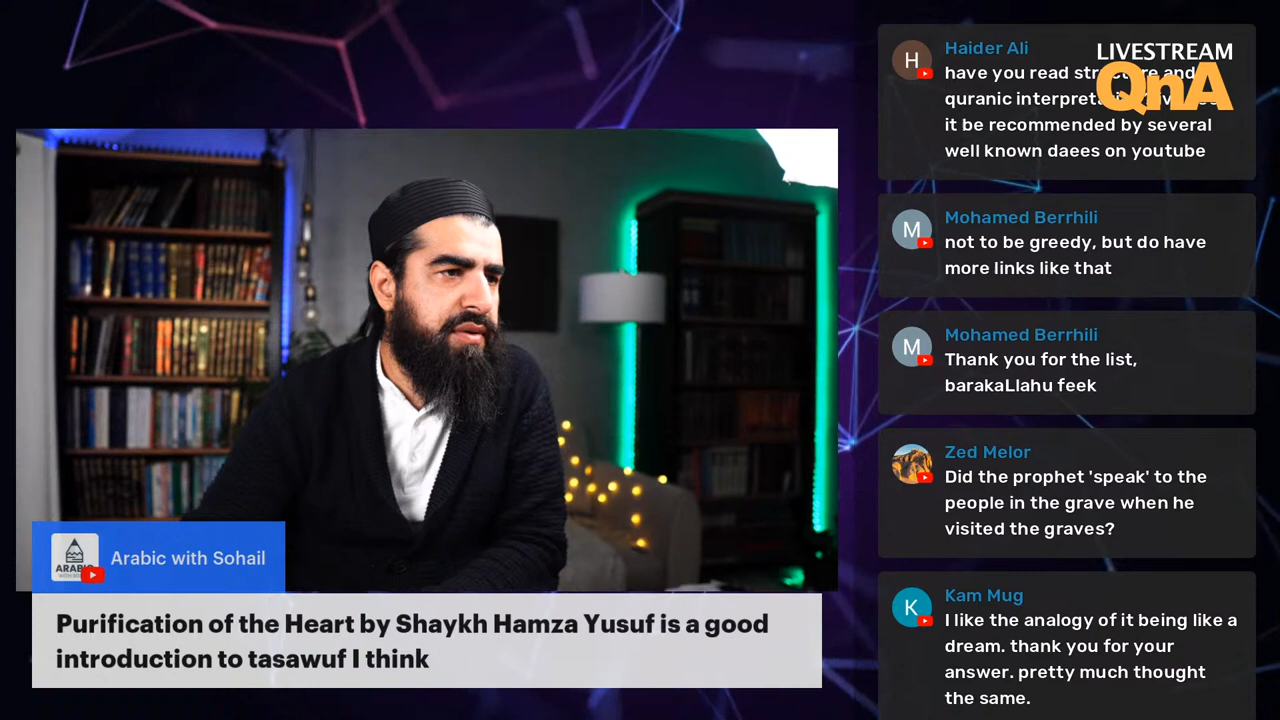 LIVESTREAM
QnA
Haider Ali
have you read and
quranic
it be recommended by several
well known daees on youtube
Mohamed Berrhili
not to be greedy, but do have
more links like that
Mohamed Berrhili
Thank you for the list,
barakaLlahu feek
Zed Melor
Did the prophet 'speak' to the
people in the grave when he
visited the graves?
Kam Mug
I like the analogy of it being like a
dream. thank you for your
answer. pretty much thought
the same.
Arabic with Sohail
Purification of the Heart by Shaykh Hamza Yusuf is a good
introduction to tasawuf I think
H
M
M
K
ARABIC